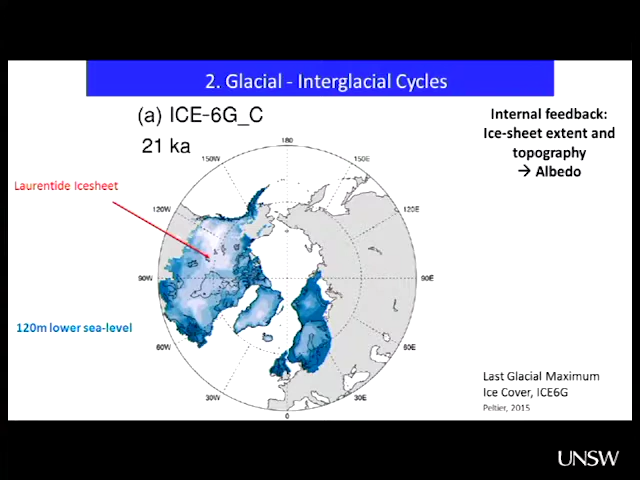 2. Glacial - Interglacial Cycles
(a) ICE-6G_C
21 ka
Internal feedback:
Ice-sheet extent and
topography
→ Albedo
Laurentide Icesheet
120m lower sea-level
180
150W
150E
120W
120E
90W
90E
60W
60E
30W
30E
0
Last Glacial Maximum
Ice Cover, ICE6G
Peltier, 2015
UNSW